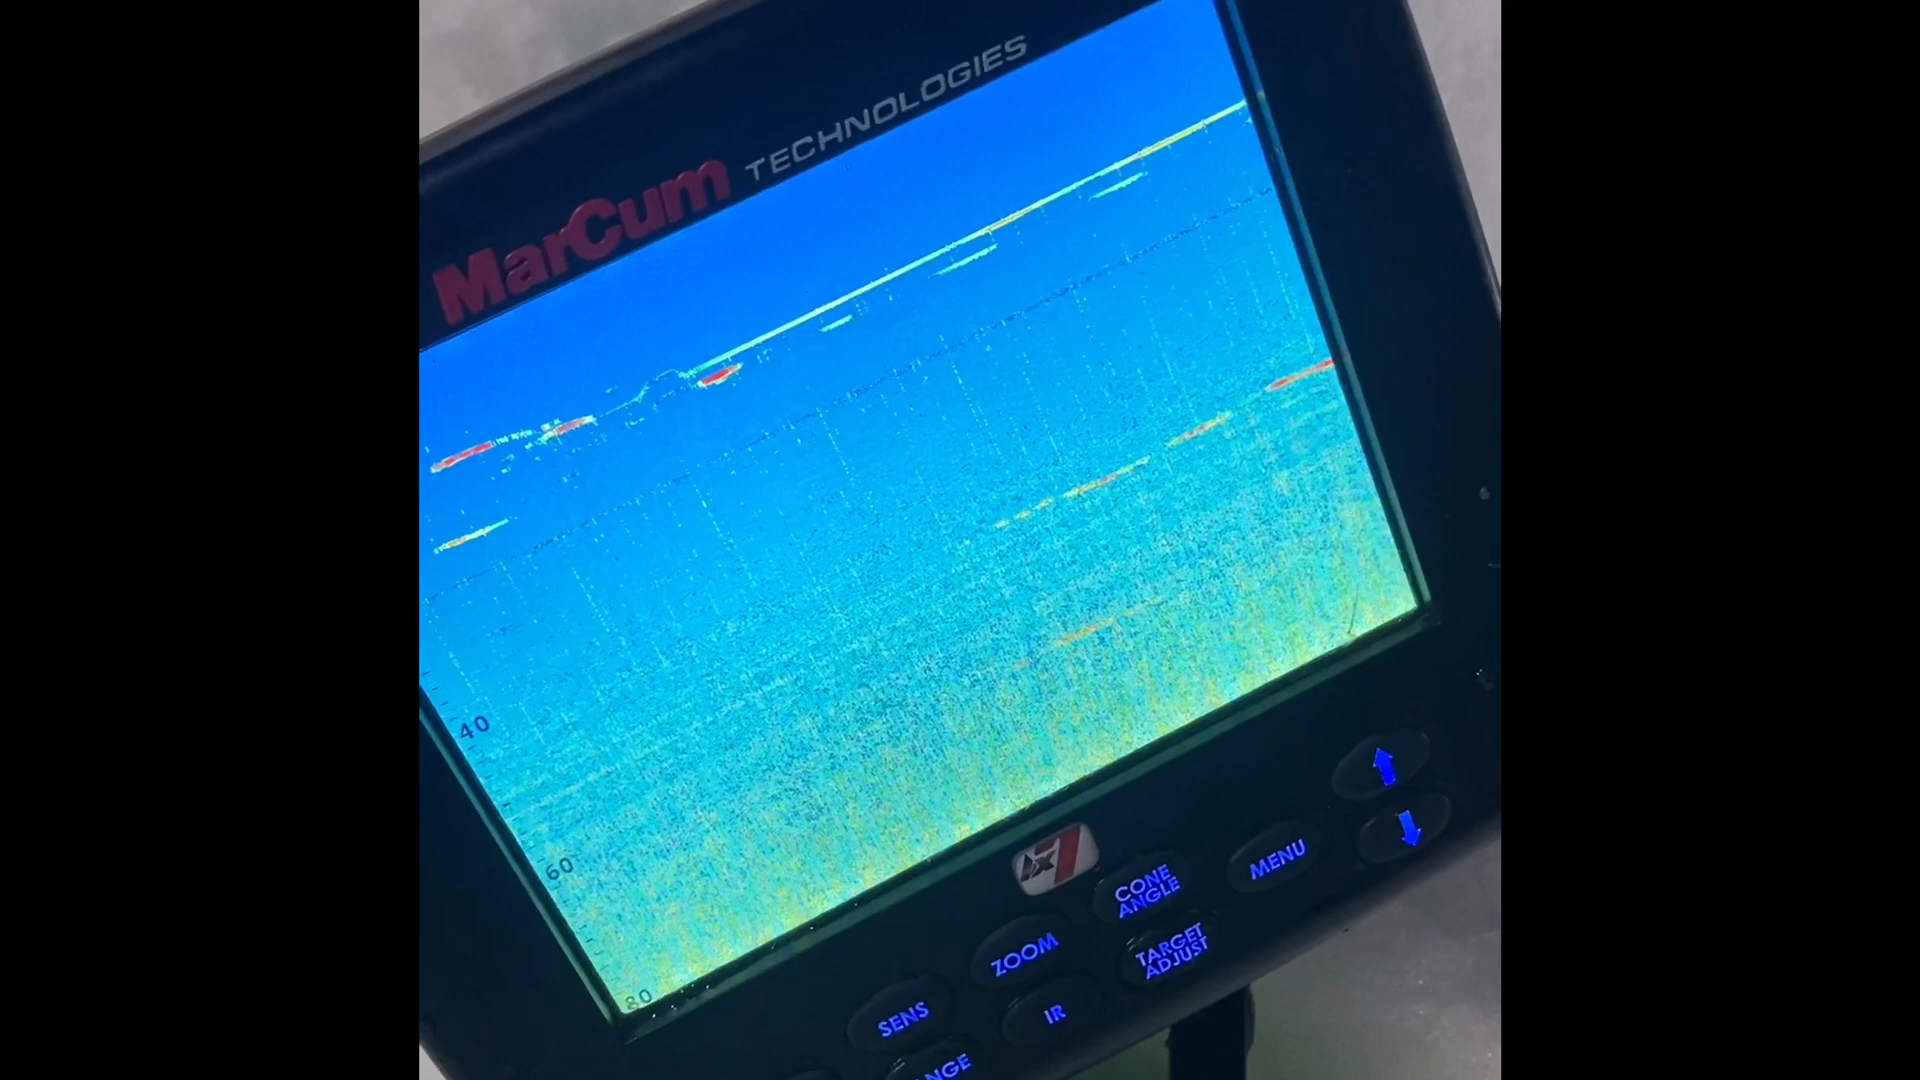 MarCum TECHNOLOGIES
40
60
80
CONE
ANGLE
MENU
ZOOM
TARGET
ADJUST
SENS
IR